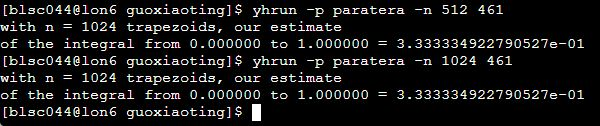 [blsc044@lon6 guoxiaoting]$ yhrun -p paratera -n 512 461
with n = 1024 trapezoids, our estimate
of the integral from 0.000000 to 1.000000 = 3.333334922790527e-01
[blsc044@lon6 guoxiaoting]$ yhrun -p paratera -n 1024 461
with n = 1024 trapezoids, our estimate
of the integral from 0.000000 to 1.000000 = 3.333334922790527e-01
[blsc044@lon6 guoxiaoting]$